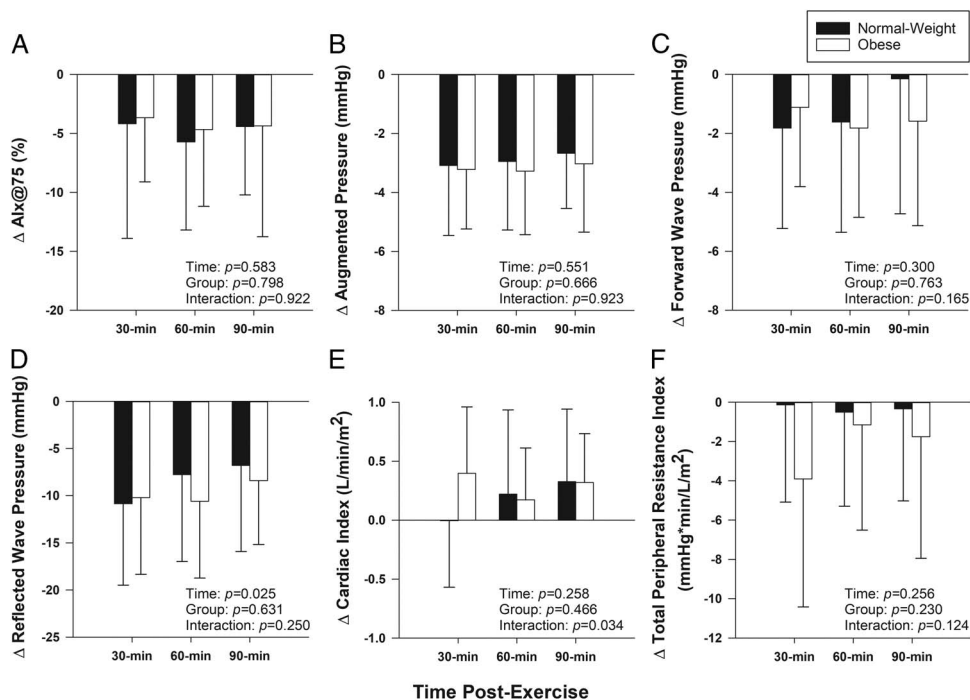 Normal-Weight
Obese
A
Δ AIx@75 (%)
0
-5
-10
-15
-20
Time: p=0.583
Group: p=0.798
Interaction: p=0.922
30-min 60-min 90-min
B
Δ Augmented Pressure (mmHg)
0
-2
-4
-6
-8
Time: p=0.551
Group: p=0.666
Interaction: p=0.923
30-min 60-min 90-min
C
Δ Forward Wave Pressure (mmHg)
0
-2
-4
-6
-8
Time: p=0.300
Group: p=0.763
Interaction: p=0.165
30-min 60-min 90-min
D
Δ Reflected Wave Pressure (mmHg)
0
-5
-10
-15
-20
-25
Time: p=0.025
Group: p=0.631
Interaction: p=0.250
30-min 60-min 90-min
E
Δ Cardiac Index (L/min/m²)
1.0
0.5
0.0
-0.5
-1.0
Time: p=0.258
Group: p=0.466
Interaction: p=0.034
30-min 60-min 90-min
F
Δ Total Peripheral Resistance Index
(mmHg*min/L/m²)
0
-2
-4
-6
-8
-10
-12
Time: p=0.256
Group: p=0.230
Interaction: p=0.124
30-min 60-min 90-min
Time Post-Exercise